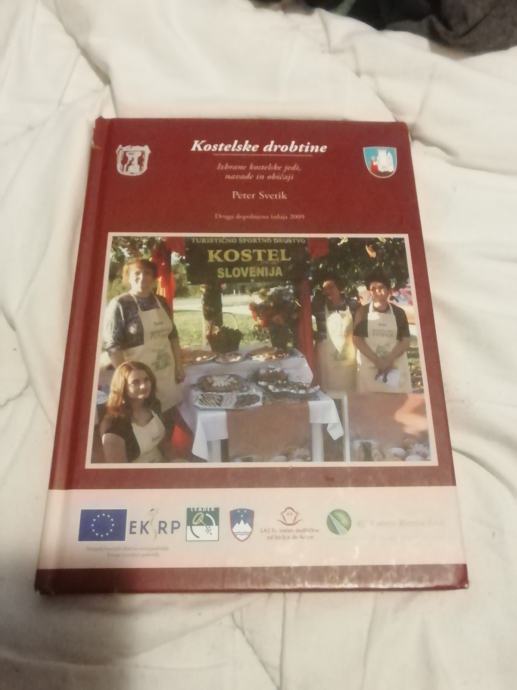 Kostelske drobtine
Izbrane kostelske jedi,
navade in običaji
Peter Svetik
Druga dopolnjena izdaja 2009
TURISTIČNO ŠPORTNO DRUŠTVO
KOSTEL
SLOVENIJA
EKSRP
LEADER